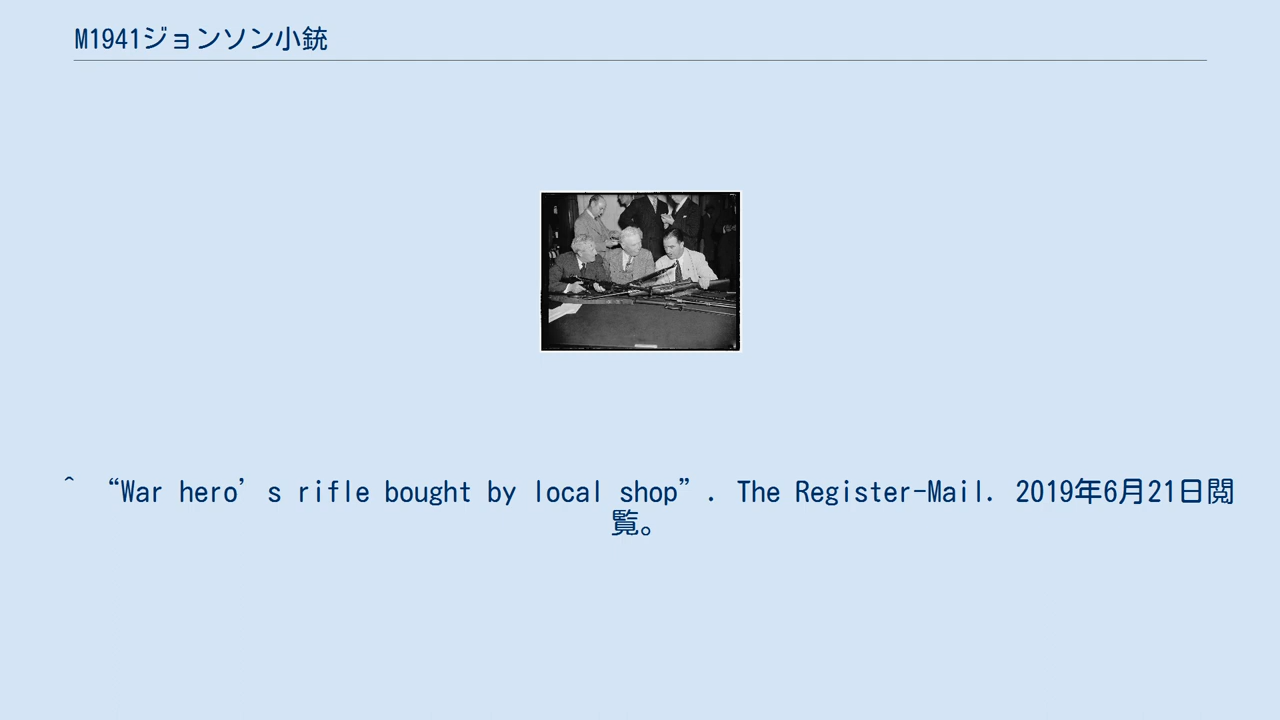 M1941ジョンソン小銃
^ “War hero’s rifle bought by local shop”. The Register-Mail. 2019年6月21日閲
覧。